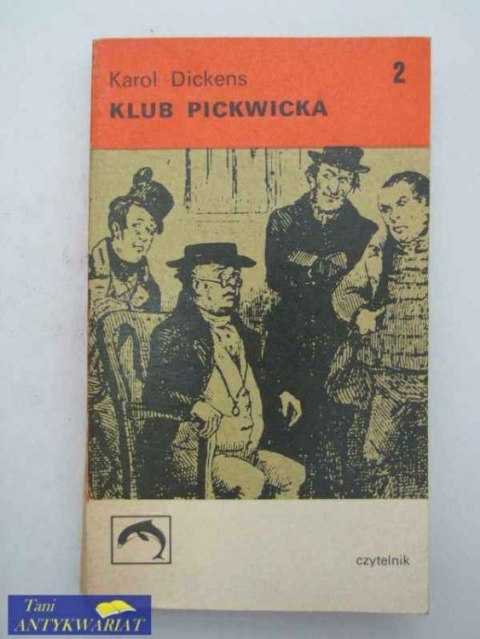 Karol Dickens
2
KLUB PICKWICKA
czytelnik
Tani
ANTYKWARIAT